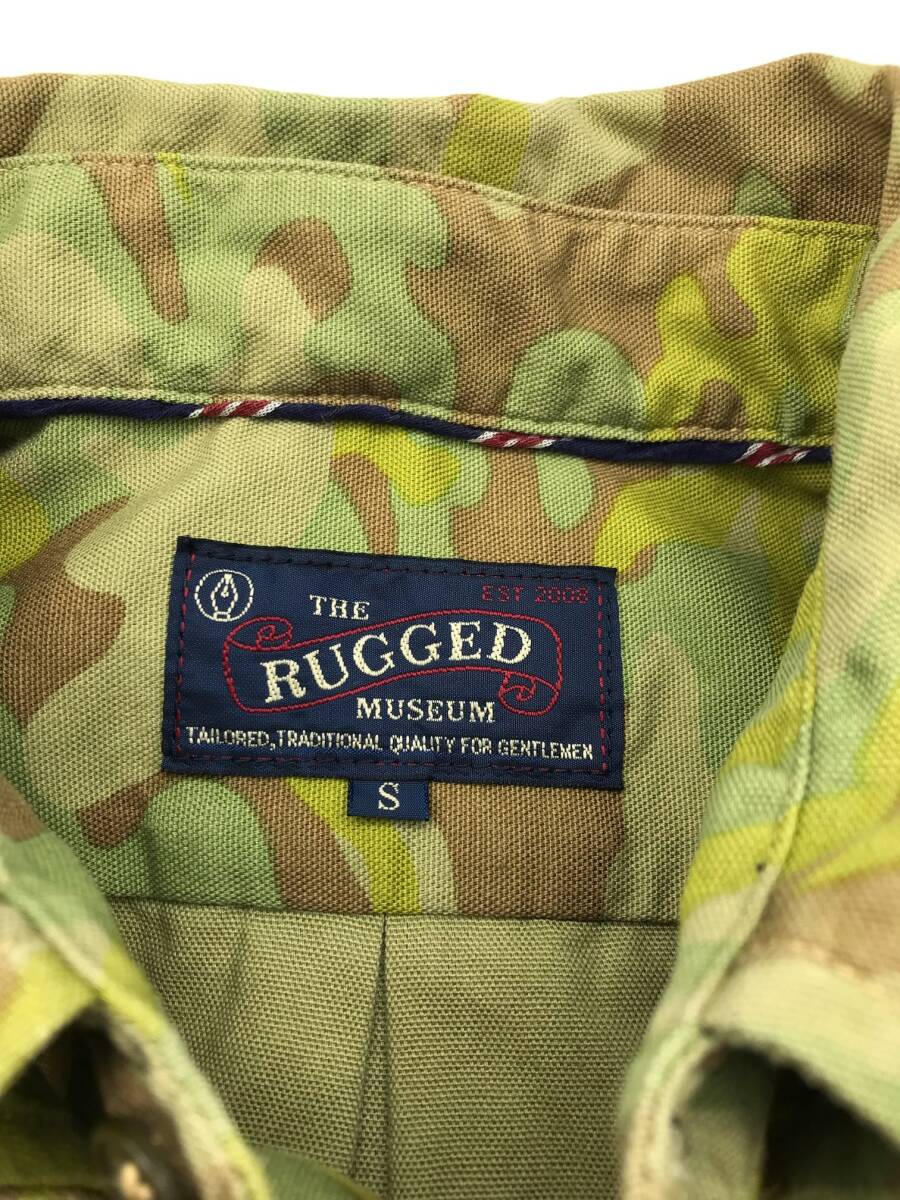 EST 2008
THE
RUGGED
MUSEUM
TAILORED, TRADITIONAL QUALITY FOR GENTLEMEN
S